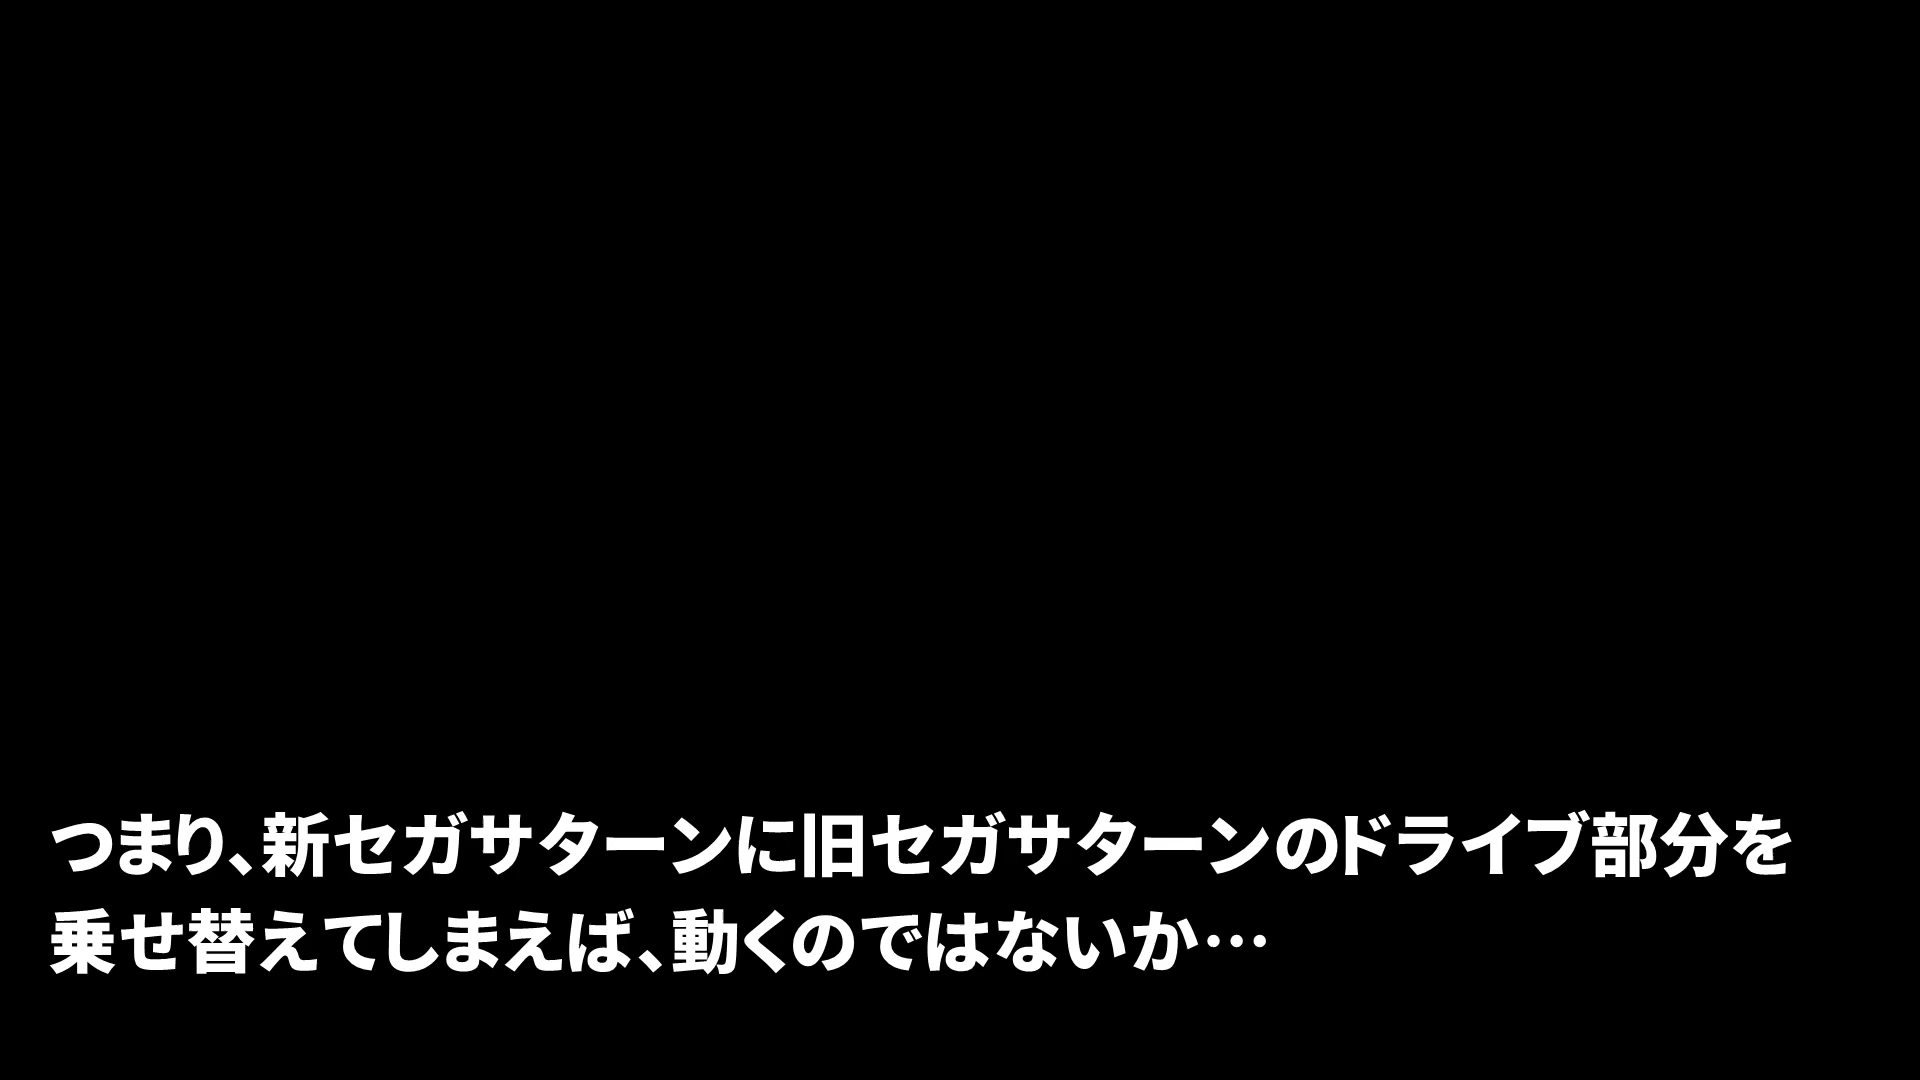 つまり、新セガサターンに旧セガサターンのドライブ部分を
乗せ替えてしまえば、動くのではないか…